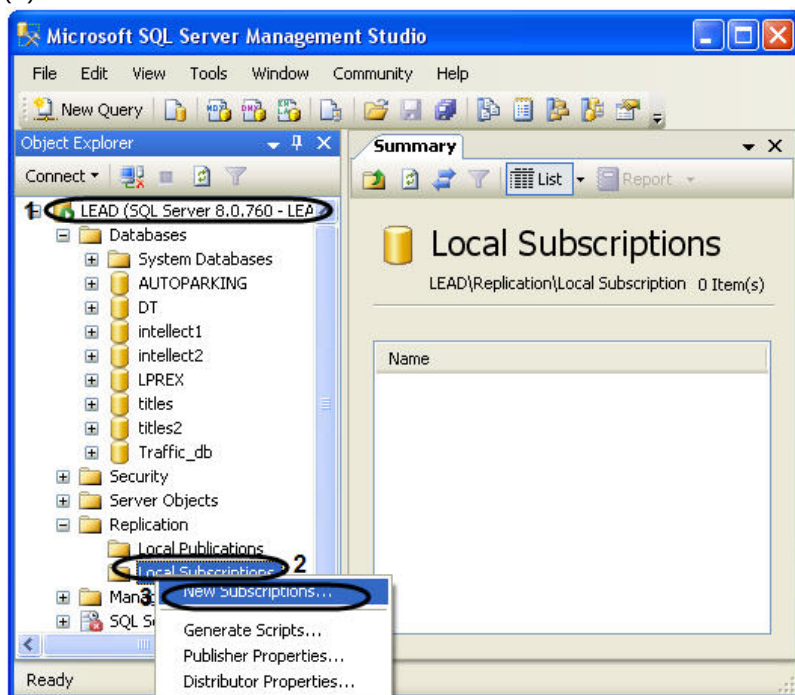 Microsoft SQL Server Management Studio
File Edit View Tools Window Community Help
New Query
Object Explorer
Summary
Connect
List
Report
1
LEAD (SQL Server 8.0.760 - LEA
Databases
System Databases
AUTOPARKING
DT
intellect1
intellect2
LPREX
titles
titles2
Traffic_db
Security
Server Objects
Replication
Local Publications
Local Subscriptions
2
3
New Subscriptions...
Generate Scripts...
Publisher Properties...
Distributor Properties...
Local Subscriptions
LEAD\Replication\Local Subscription 0 Item(s)
Name
Ready